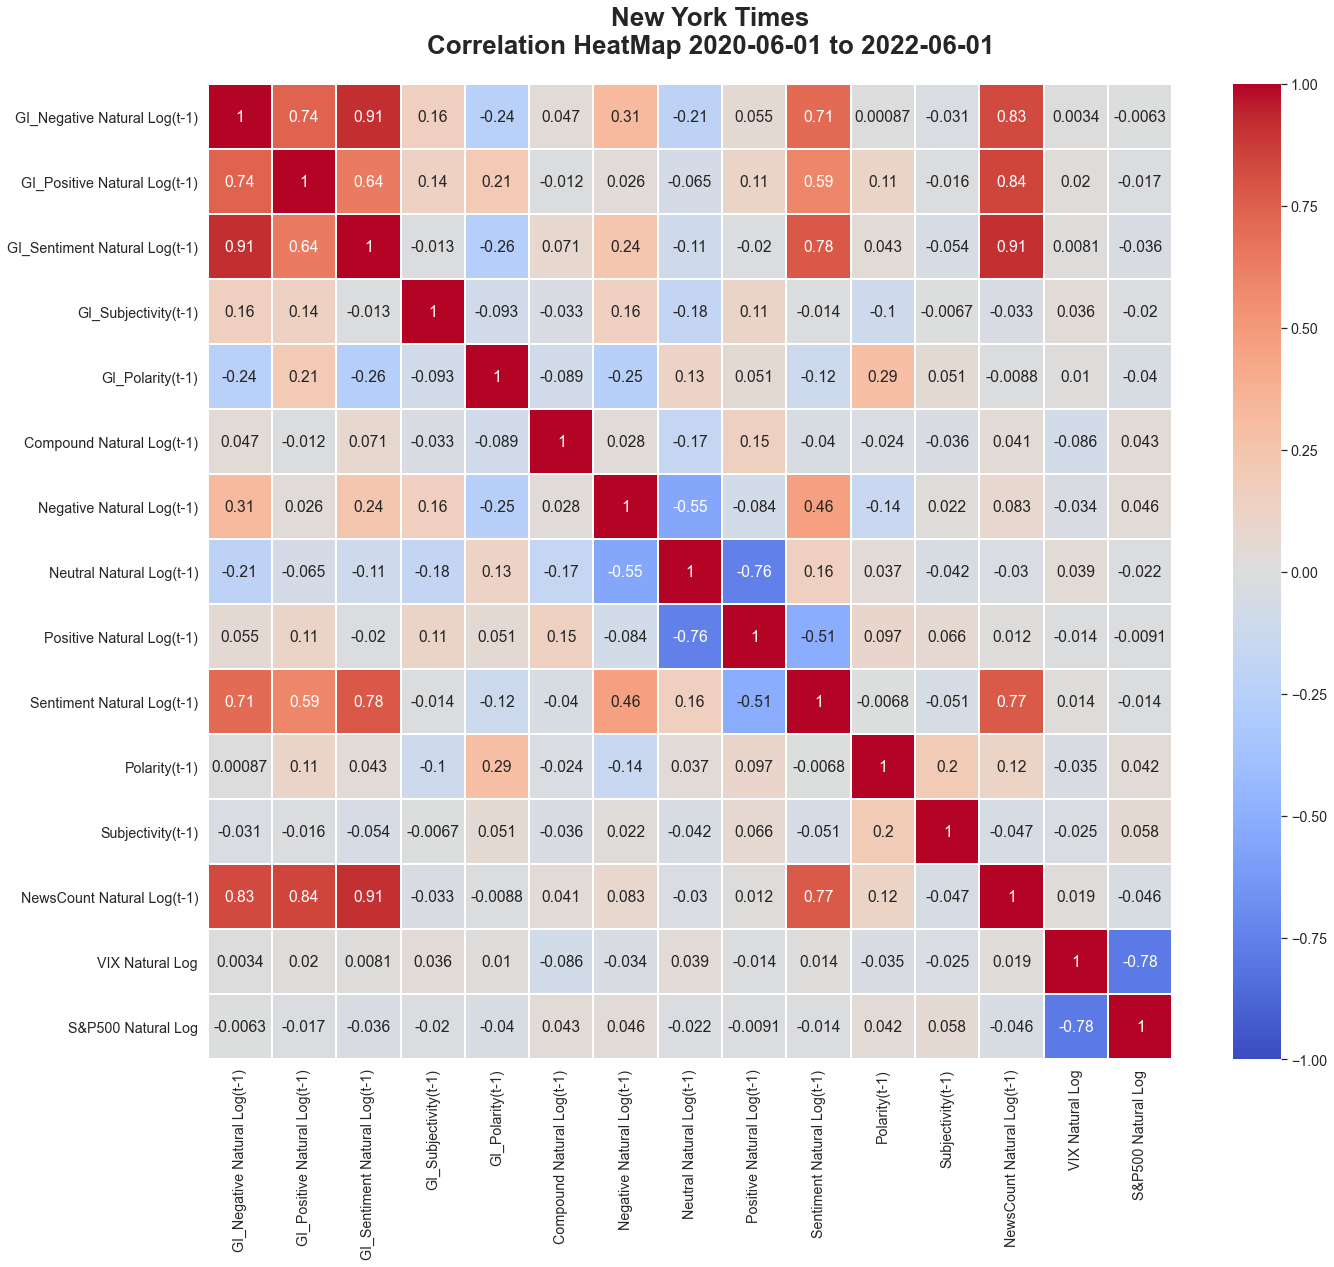 New York Times
Correlation HeatMap 2020-06-01 to 2022-06-01
GI_Negative Natural Log(t-1) 1 0.74 0.91 0.16 -0.24 0.047 0.31 -0.21 0.055 0.71 0.00087 -0.031 0.83 0.0034 -0.0063
GI_Positive Natural Log(t-1) 0.74 1 0.64 0.14 0.21 -0.012 0.026 -0.065 0.11 0.59 0.11 -0.016 0.84 0.02 -0.017
GI_Sentiment Natural Log(t-1) 0.91 0.64 1 -0.013 -0.26 0.071 0.24 -0.11 -0.02 0.78 0.043 -0.054 0.91 0.0081 -0.036
GI_Subjectivity(t-1) 0.16 0.14 -0.013 1 -0.093 -0.033 0.16 -0.18 0.11 -0.014 -0.1 -0.0067 -0.033 0.036 -0.02
GI_Polarity(t-1) -0.24 0.21 -0.26 -0.093 1 -0.089 -0.25 0.13 0.051 -0.12 0.29 0.051 -0.0088 0.01 -0.04
Compound Natural Log(t-1) 0.047 -0.012 0.071 -0.033 -0.089 1 0.028 -0.17 0.15 -0.04 -0.024 -0.036 0.041 -0.086 0.043
Negative Natural Log(t-1) 0.31 0.026 0.24 0.16 -0.25 0.028 1 -0.55 -0.084 0.46 -0.14 0.022 0.083 -0.034 0.046
Neutral Natural Log(t-1) -0.21 -0.065 -0.11 -0.18 0.13 -0.17 -0.55 1 -0.76 0.16 0.037 -0.042 -0.03 0.039 -0.022
Positive Natural Log(t-1) 0.055 0.11 -0.02 0.11 0.051 0.15 -0.084 -0.76 1 -0.51 0.097 0.066 0.012 -0.014 -0.0091
Sentiment Natural Log(t-1) 0.71 0.59 0.78 -0.014 -0.12 -0.04 0.46 0.16 -0.51 1 -0.0068 -0.051 0.77 0.014 -0.014
Polarity(t-1) 0.00087 0.11 0.043 -0.1 0.29 -0.024 -0.14 0.037 0.097 -0.0068 1 0.2 0.12 -0.035 0.042
Subjectivity(t-1) -0.031 -0.016 -0.054 -0.0067 0.051 -0.036 0.022 -0.042 0.066 -0.051 0.2 1 -0.047 -0.025 0.058
NewsCount Natural Log(t-1) 0.83 0.84 0.91 -0.033 -0.0088 0.041 0.083 -0.03 0.012 0.77 0.12 -0.047 1 0.019 -0.046
VIX Natural Log 0.0034 0.02 0.0081 0.036 0.01 -0.086 -0.034 0.039 -0.014 0.014 -0.035 -0.025 0.019 1 -0.78
S&P500 Natural Log -0.0063 -0.017 -0.036 -0.02 -0.04 0.043 0.046 -0.022 -0.0091 -0.014 0.042 0.058 -0.046 -0.78 1
GI_Negative Natural Log(t-1)
GI_Positive Natural Log(t-1)
GI_Sentiment Natural Log(t-1)
GI_Subjectivity(t-1)
GI_Polarity(t-1)
Compound Natural Log(t-1)
Negative Natural Log(t-1)
Neutral Natural Log(t-1)
Positive Natural Log(t-1)
Sentiment Natural Log(t-1)
Polarity(t-1)
Subjectivity(t-1)
NewsCount Natural Log(t-1)
VIX Natural Log
S&P500 Natural Log
1.00
0.75
0.50
0.25
0.00
−0.25
−0.50
−0.75
−1.00